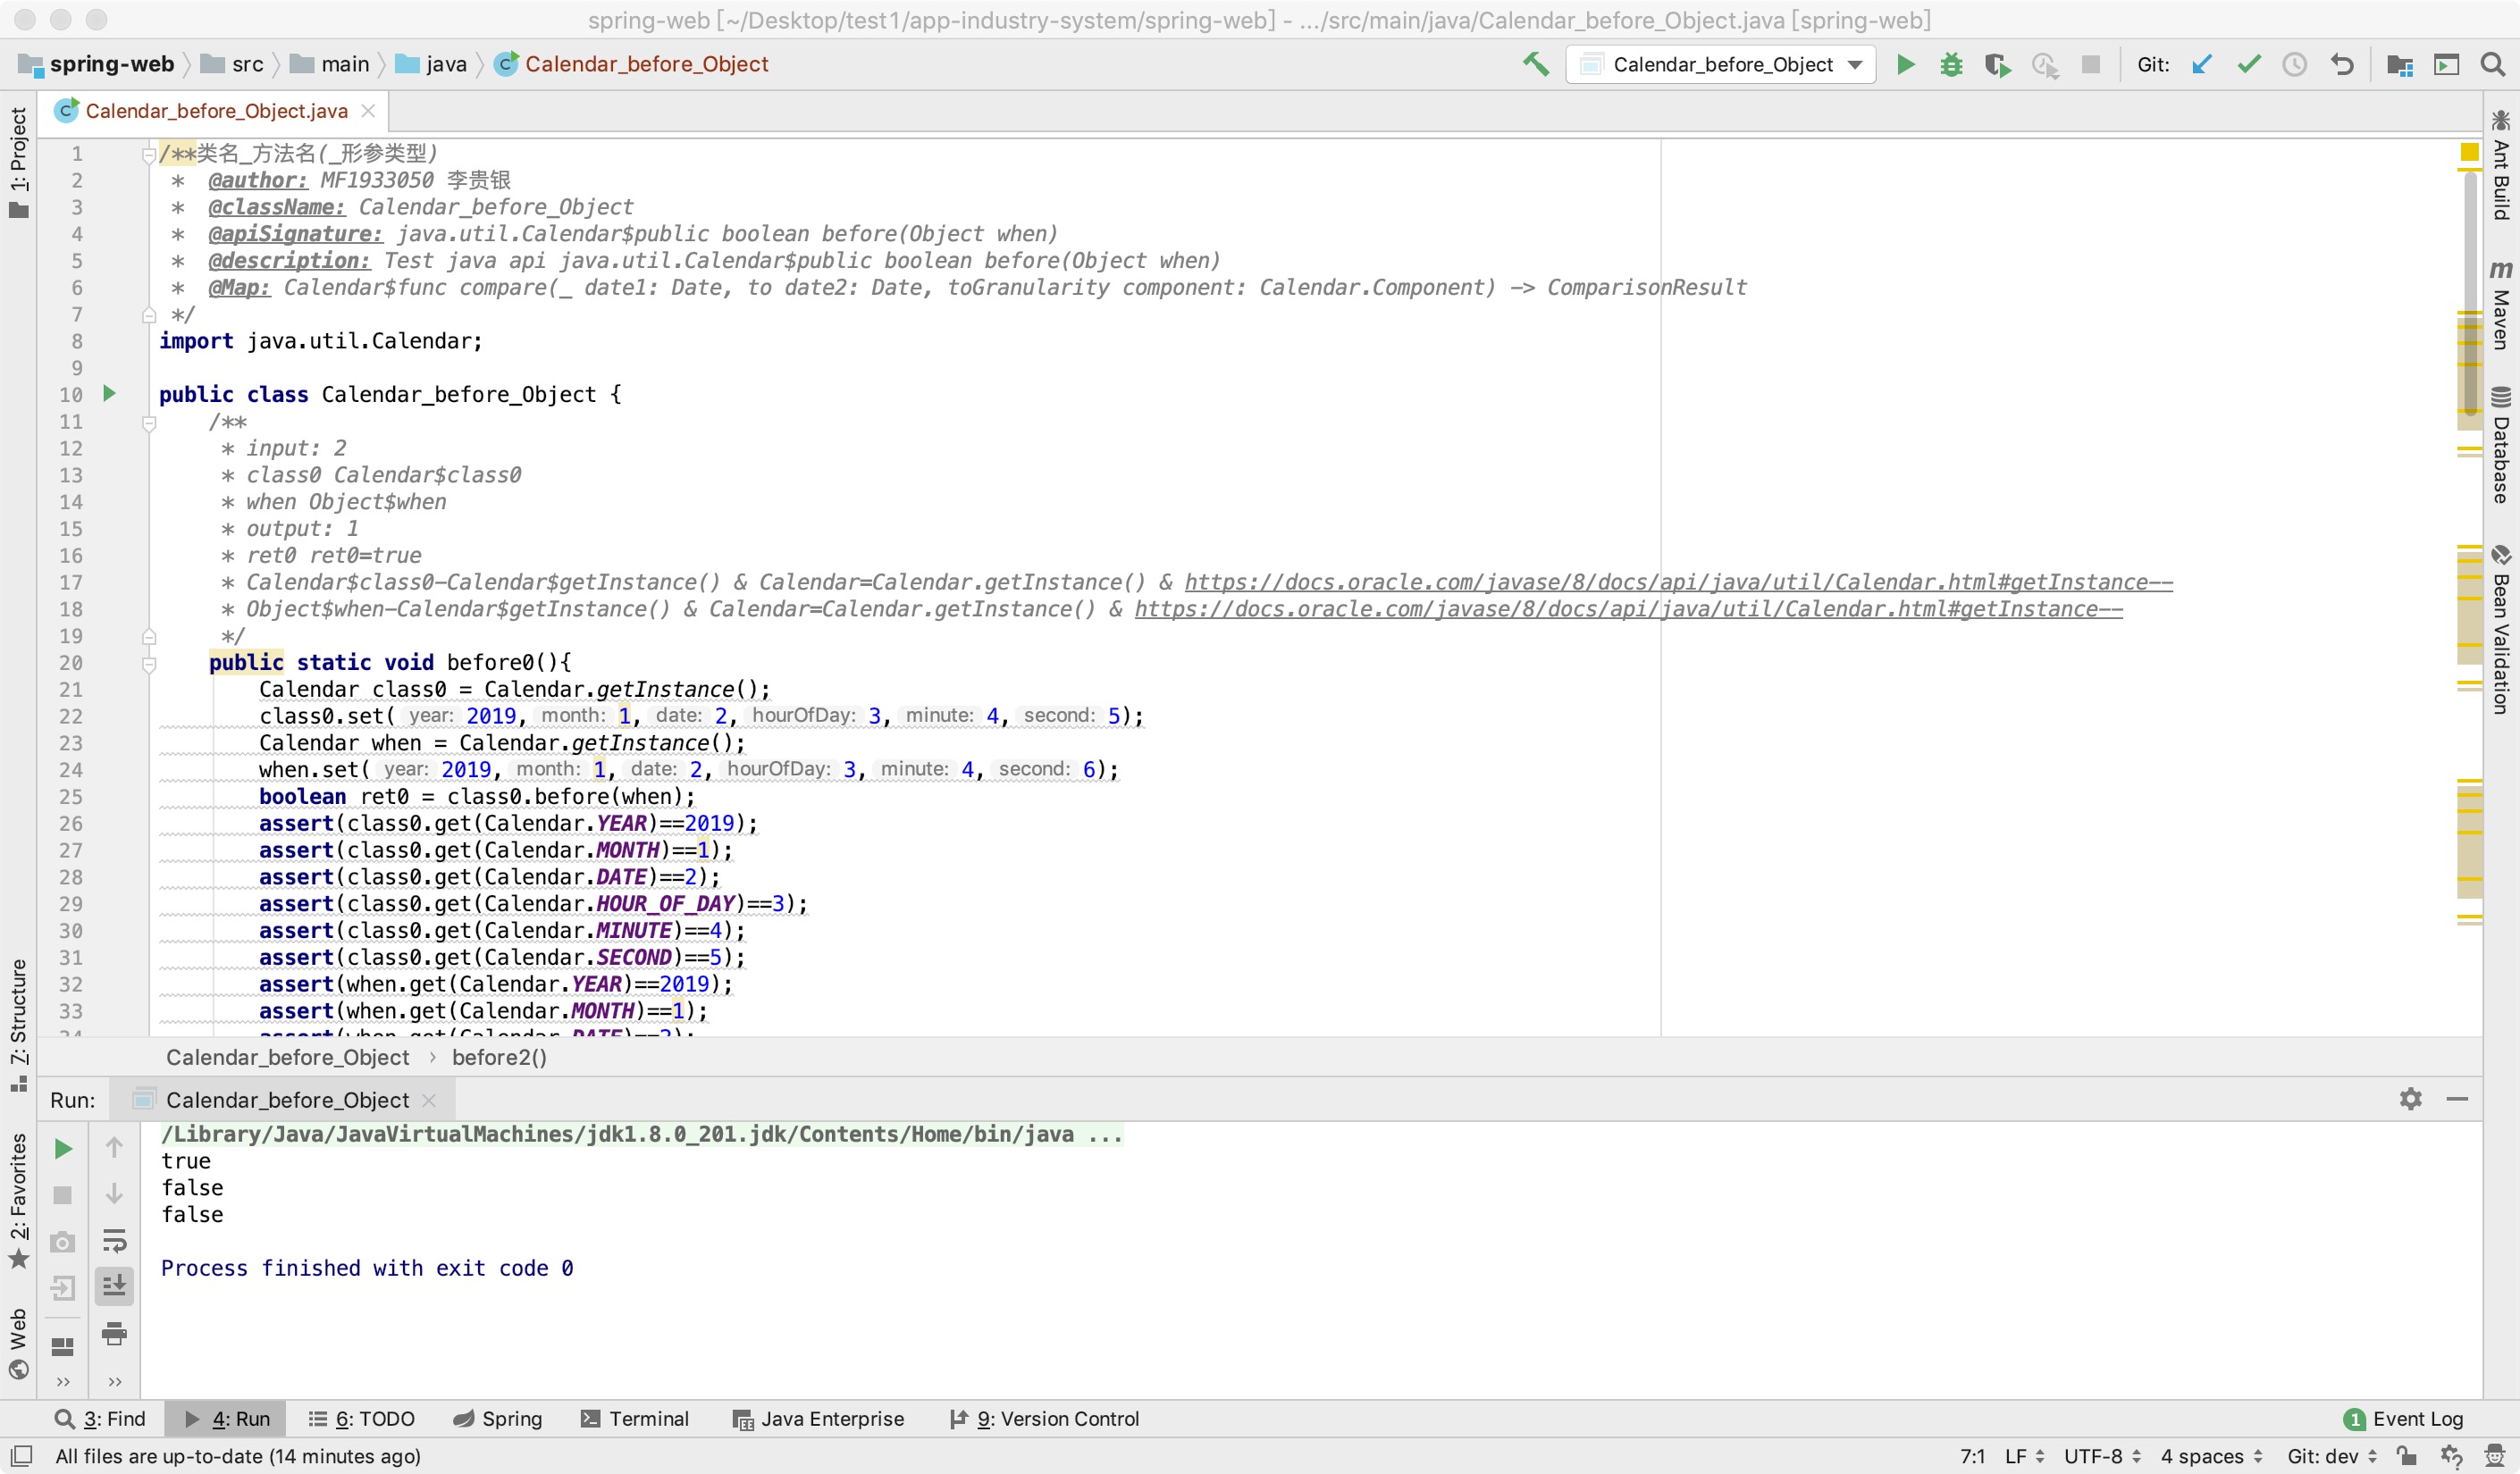 spring-web [~/Desktop/test1/app-industry-system/spring-web] - .../src/main/java/Calendar_before_Object.java [spring-web]
spring-web src main java Calendar_before_Object Calendar_before_Object Git:
Calendar_before_Object.java
1: Project
1 /**类名_方法名(_形参类型)
2 * @author: MF1933050 李贵银
3 * @className: Calendar_before_Object
4 * @apiSignature: java.util.Calendar$public boolean before(Object when)
5 * @description: Test java api java.util.Calendar$public boolean before(Object when)
6 * @Map: Calendar$func compare(_ date1: Date, to date2: Date, toGranularity component: Calendar.Component) -> ComparisonResult
7 */
8 import java.util.Calendar;
9
10 public class Calendar_before_Object {
11 /**
12 * input: 2
13 * class0 Calendar$class0
14 * when Object$when
15 * output: 1
16 * ret0 ret0=true
17 * Calendar$class0-Calendar$getInstance() & Calendar=Calendar.getInstance() & https://docs.oracle.com/javase/8/docs/api/java/util/Calendar.html#getInstance--
18 * Object$when-Calendar$getInstance() & Calendar=Calendar.getInstance() & https://docs.oracle.com/javase/8/docs/api/java/util/Calendar.html#getInstance--
19 */
20 public static void before0(){
21 Calendar class0 = Calendar.getInstance();
22 class0.set( year: 2019, month: 1, date: 2, hourOfDay: 3, minute: 4, second: 5);
23 Calendar when = Calendar.getInstance();
24 when.set( year: 2019, month: 1, date: 2, hourOfDay: 3, minute: 4, second: 6);
25 boolean ret0 = class0.before(when);
26 assert(class0.get(Calendar.YEAR)==2019);
27 assert(class0.get(Calendar.MONTH)==1);
28 assert(class0.get(Calendar.DATE)==2);
29 assert(class0.get(Calendar.HOUR_OF_DAY)==3);
30 assert(class0.get(Calendar.MINUTE)==4);
31 assert(class0.get(Calendar.SECOND)==5);
32 assert(when.get(Calendar.YEAR)==2019);
33 assert(when.get(Calendar.MONTH)==1);
34 assert(when.get(Calendar.DATE)==2);
Ant Build
Maven
Database
Bean Validation
Z: Structure
2: Favorites
Web
Calendar_before_Object › before2()
Run: Calendar_before_Object
/Library/Java/JavaVirtualMachines/jdk1.8.0_201.jdk/Contents/Home/bin/java ...
true
false
false
Process finished with exit code 0
3: Find 4: Run 6: TODO Spring Terminal Java Enterprise 9: Version Control 1 Event Log
All files are up-to-date (14 minutes ago) 7:1 LF UTF-8 4 spaces Git: dev